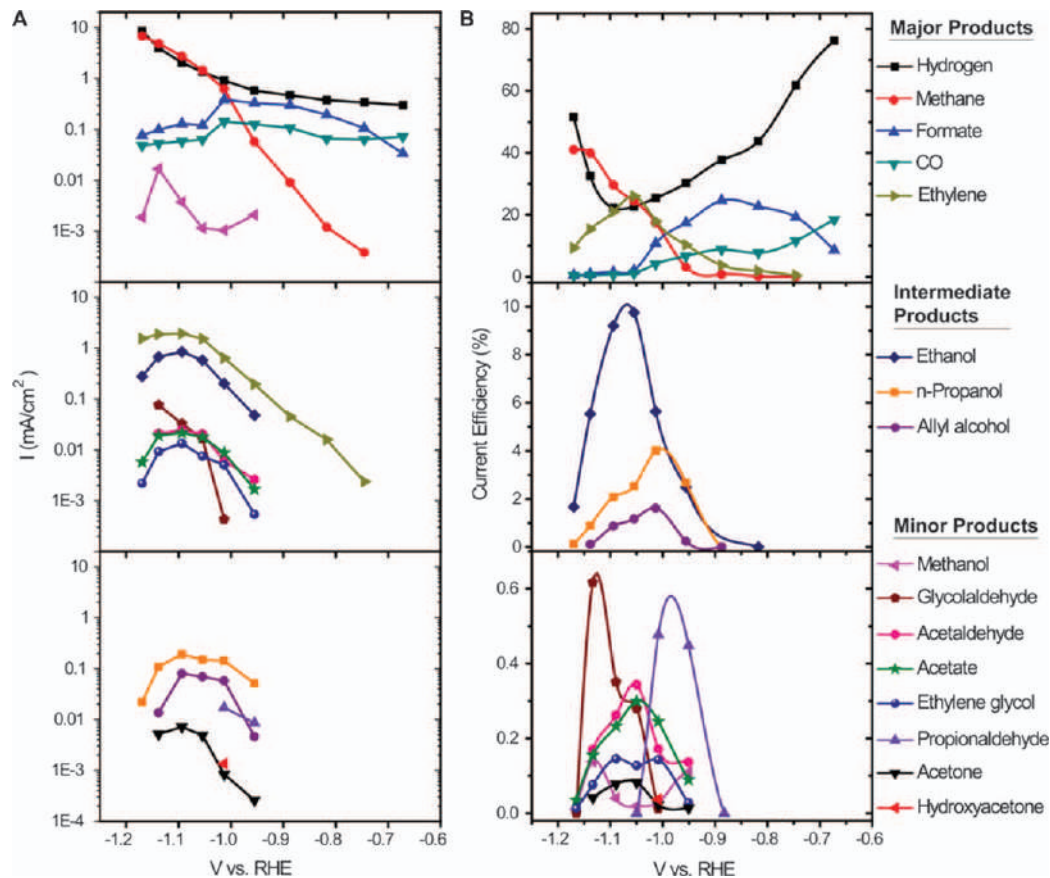 A
10
1
0.1
0.01
1E-3
10
1
0.1
0.01
1E-3
1
0.1
0.01
1E-3
1E-4
I (mA/cm²)
-1.2 -1.1 -1.0 -0.9 -0.8 -0.7 -0.6
V vs. RHE
B
80
60
40
20
0
10
8
6
4
2
0
0.6
0.4
0.2
0.0
Current Efficiency (%)
-1.2 -1.1 -1.0 -0.9 -0.8 -0.7 -0.6
V vs. RHE
Major Products
Hydrogen
Methane
Formate
CO
Ethylene
Intermediate
Products
Ethanol
n-Propanol
Allyl alcohol
Minor Products
Methanol
Glycolaldehyde
Acetaldehyde
Acetate
Ethylene glycol
Propionaldehyde
Acetone
Hydroxyacetone